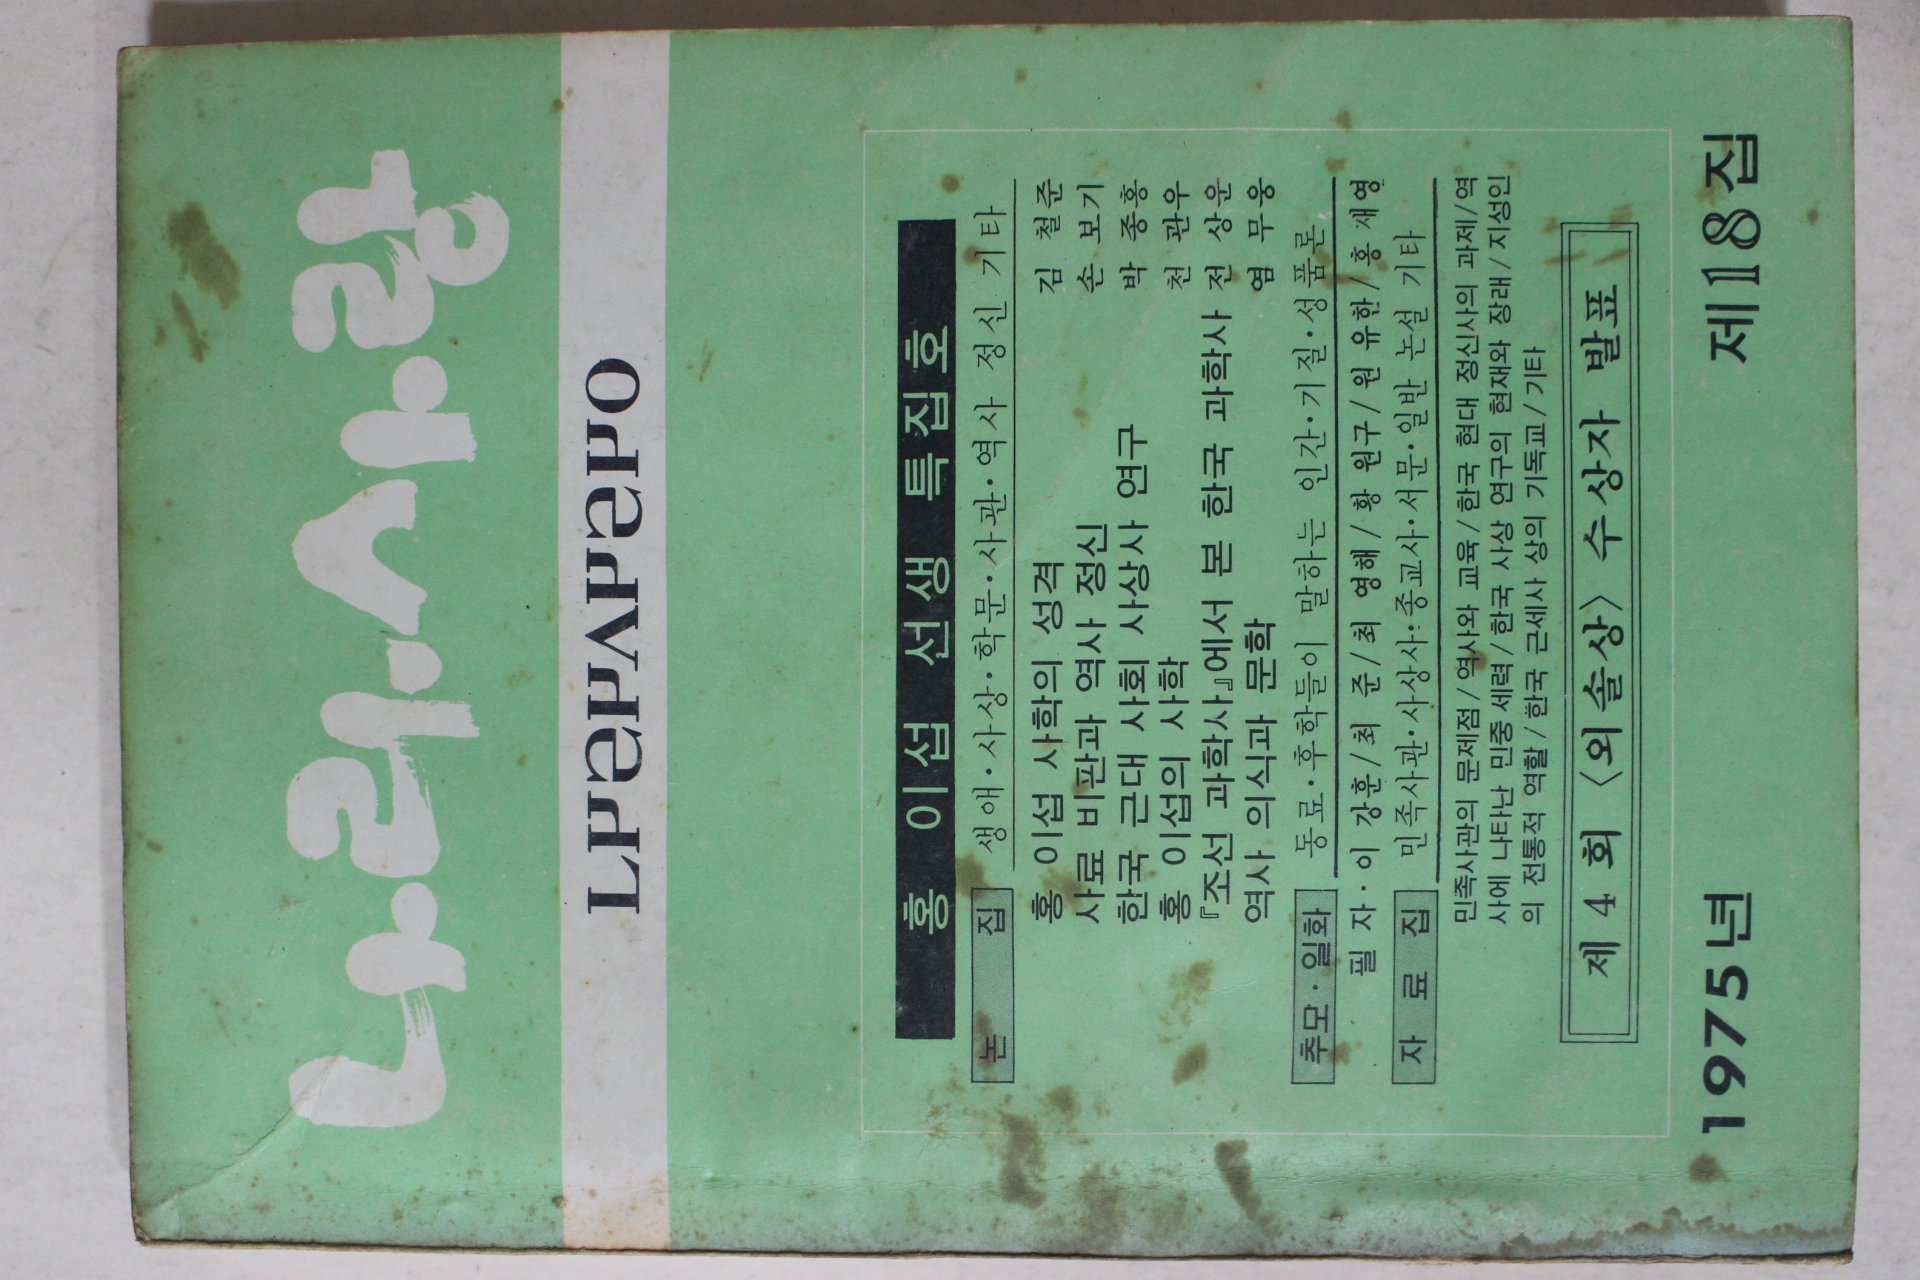 나라사랑
홍 이섭 선생 특집호
논 집 생애·사상·학문·사관·역사 정신 기타
홍 이섭 사학의 성격 김 철준
사료 비판과 역사 정신 손 보기
한국 근대 사회 사상사 연구 박 종홍
홍 이섭의 사학 천 관우
『조선 과학사』에서 본 한국 과학사 전 상운
역사 의식과 문학 염 무웅
추모·일화 동료·후학들이 말하는 인간·기질·성품론
필 자·이 강훈/최 준/최 영해/황 원구/원 유한/홍 재영
자 료 집 민족사관·사상사·종교사·서문·일반 논설 기타
민족사관의 문제점/역사와 교육/한국 현대 정신사의 과제/역
사에 나타난 민중 세력/한국 사상 연구의 현재와 장래/지성인
의 전통적 역할/한국 근세사 상의 기독교/기타
제 4 회 〈외솔상〉 수상자 발표
1975년 제18집